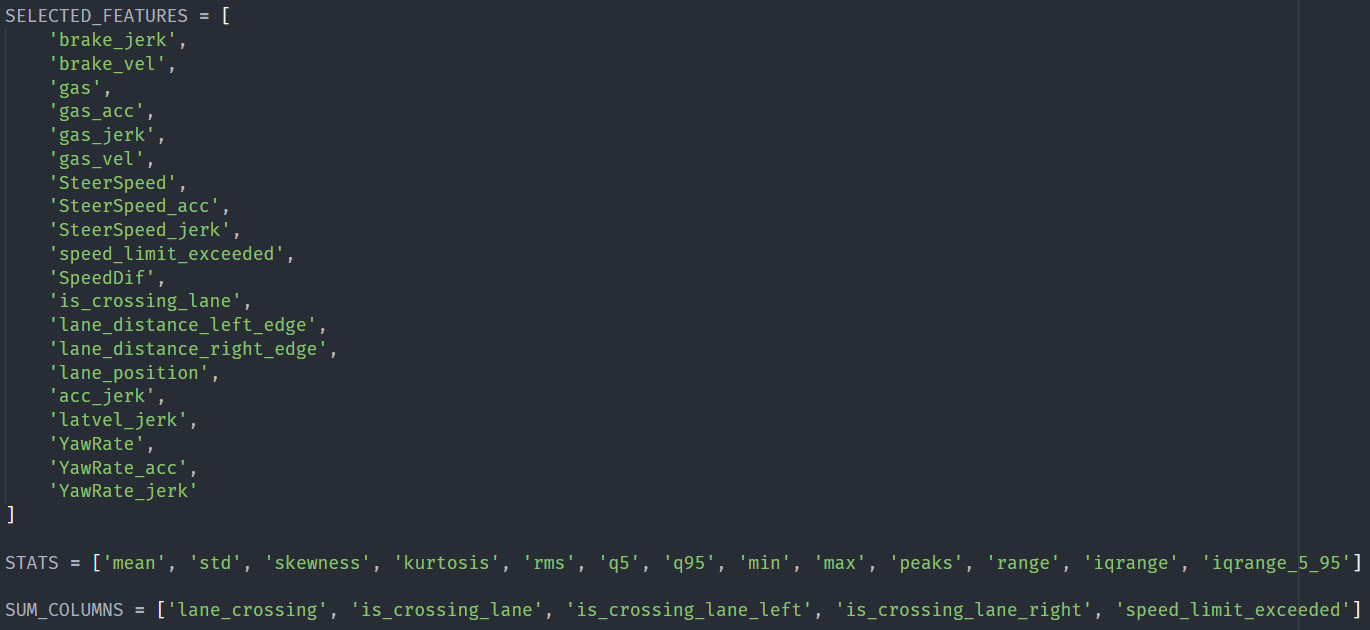 SELECTED_FEATURES = [
    'brake_jerk',
    'brake_vel',
    'gas',
    'gas_acc',
    'gas_jerk',
    'gas_vel',
    'SteerSpeed',
    'SteerSpeed_acc',
    'SteerSpeed_jerk',
    'speed_limit_exceeded',
    'SpeedDif',
    'is_crossing_lane',
    'lane_distance_left_edge',
    'lane_distance_right_edge',
    'lane_position',
    'acc_jerk',
    'latvel_jerk',
    'YawRate',
    'YawRate_acc',
    'YawRate_jerk'
]
STATS = ['mean', 'std', 'skewness', 'kurtosis', 'rms', 'q5', 'q95', 'min', 'max', 'peaks', 'range', 'iqrange', 'iqrange_5_95']
SUM_COLUMNS = ['lane_crossing', 'is_crossing_lane', 'is_crossing_lane_left', 'is_crossing_lane_right', 'speed_limit_exceeded']